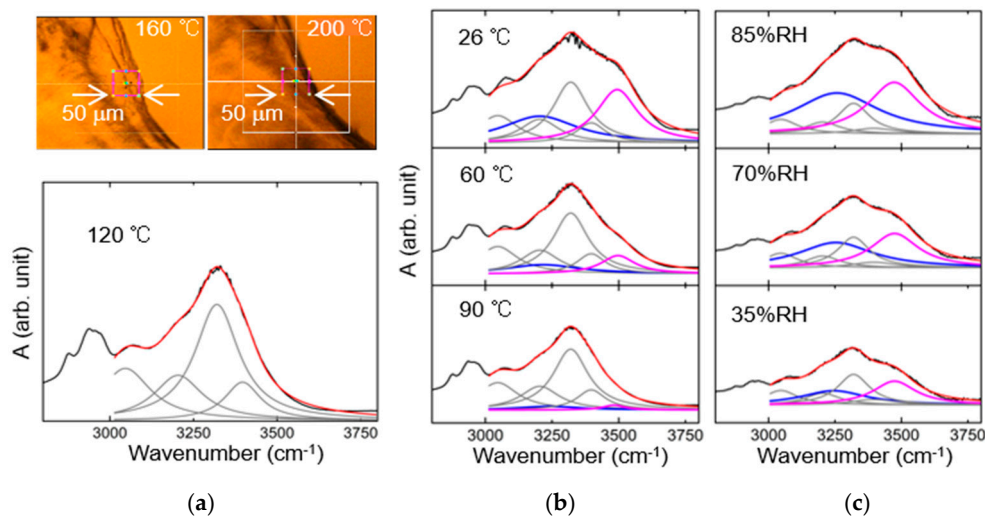 160 ℃
200 ℃
50 μm
50 μm
120 ℃
A (arb. unit)
3000 3250 3500 3750
Wavenumber (cm-1)
(a)
26 ℃
60 ℃
90 ℃
A (arb. unit)
3000 3250 3500 3750
Wavenumber (cm-1)
(b)
85%RH
70%RH
35%RH
3000 3250 3500 3750
Wavenumber (cm-1)
(c)